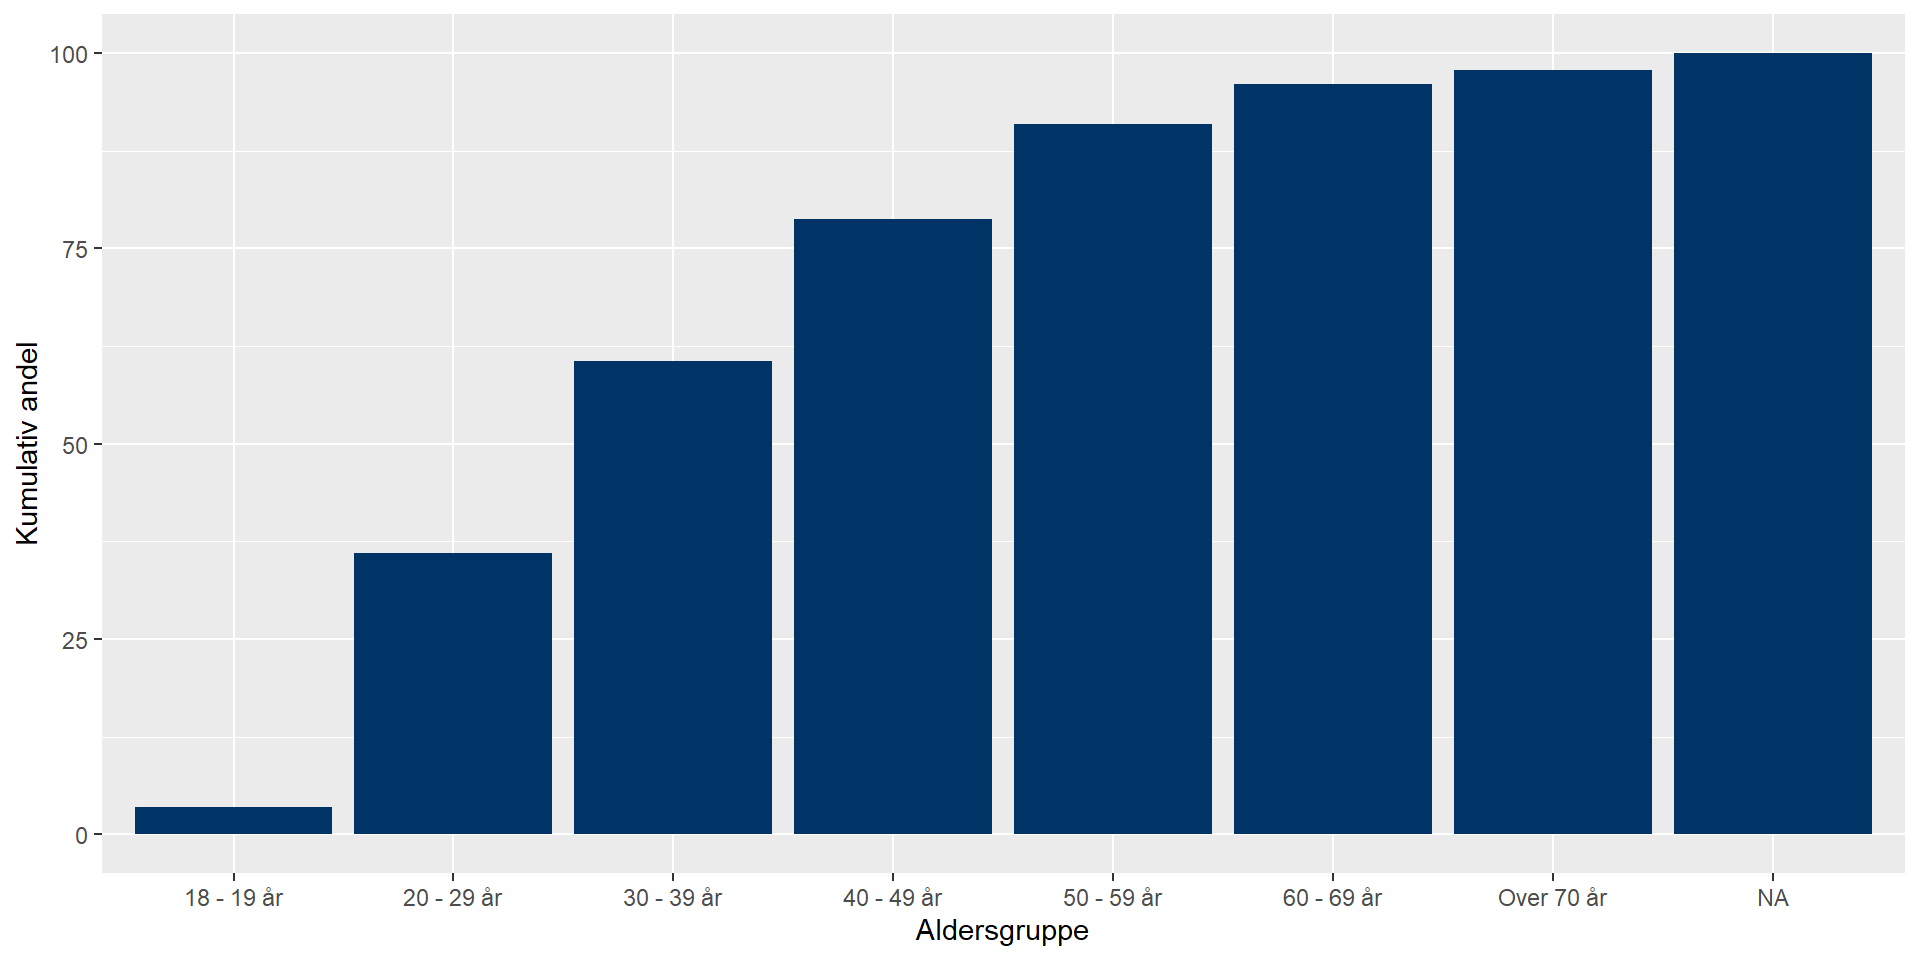 Kumulativ andel
100
75
50
25
0
18 - 19 år
20 - 29 år
30 - 39 år
40 - 49 år
50 - 59 år
60 - 69 år
Over 70 år
NA
Aldersgruppe